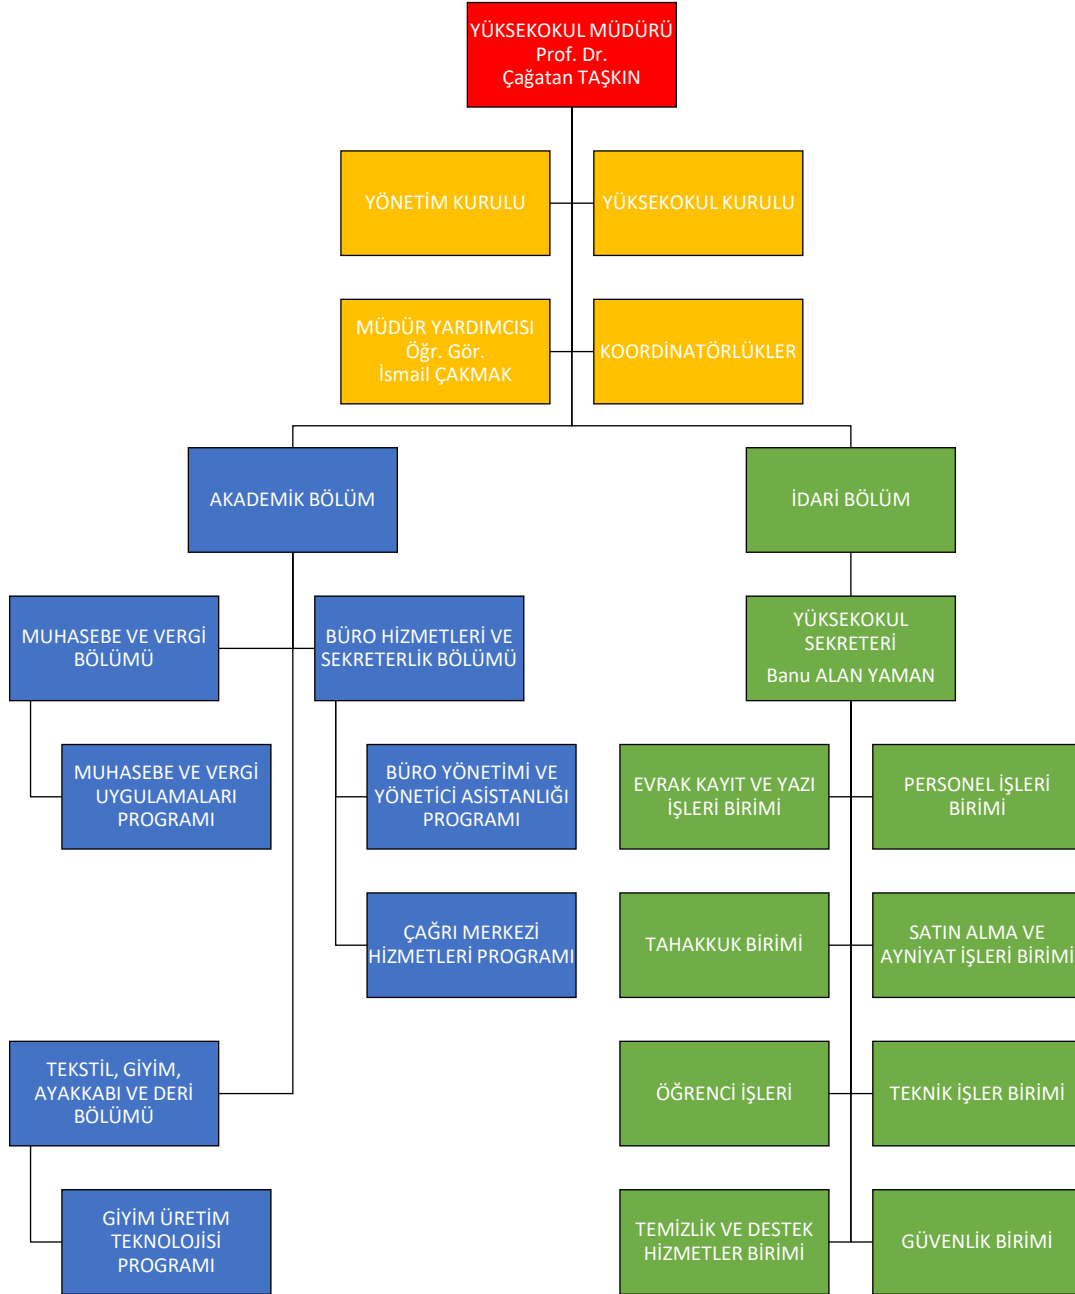 YÜKSEKOKUL MÜDÜRÜ
Prof. Dr.
Çağatan TAŞKIN
YÖNETİM KURULU
YÜKSEKOKUL KURULU
MÜDÜR YARDIMCISI
Öğr. Gör.
İsmail ÇAKMAK
KOORDİNATÖRLÜKLER
AKADEMİK BÖLÜM
İDARİ BÖLÜM
MUHASEBE VE VERGİ
BÖLÜMÜ
BÜRO HİZMETLERİ VE
SEKRETERLİK BÖLÜMÜ
YÜKSEKOKUL
SEKRETERİ
Banu ALAN YAMAN
MUHASEBE VE VERGİ
UYGULAMALARI
PROGRAMI
BÜRO YÖNETİMİ VE
YÖNETİCİ ASİSTANLIĞI
PROGRAMI
EVRAK KAYIT VE YAZI
İŞLERİ BİRİMİ
PERSONEL İŞLERİ
BİRİMİ
ÇAĞRI MERKEZİ
HİZMETLERİ PROGRAMI
TAHAKKUK BİRİMİ
SATIN ALMA VE
AYNİYAT İŞLERİ BİRİMİ
TEKSTİL, GİYİM,
AYAKKABI VE DERİ
BÖLÜMÜ
ÖĞRENCİ İŞLERİ
TEKNİK İŞLER BİRİMİ
GİYİM ÜRETİM
TEKNOLOJİSİ
PROGRAMI
TEMİZLİK VE DESTEK
HİZMETLER BİRİMİ
GÜVENLİK BİRİMİ